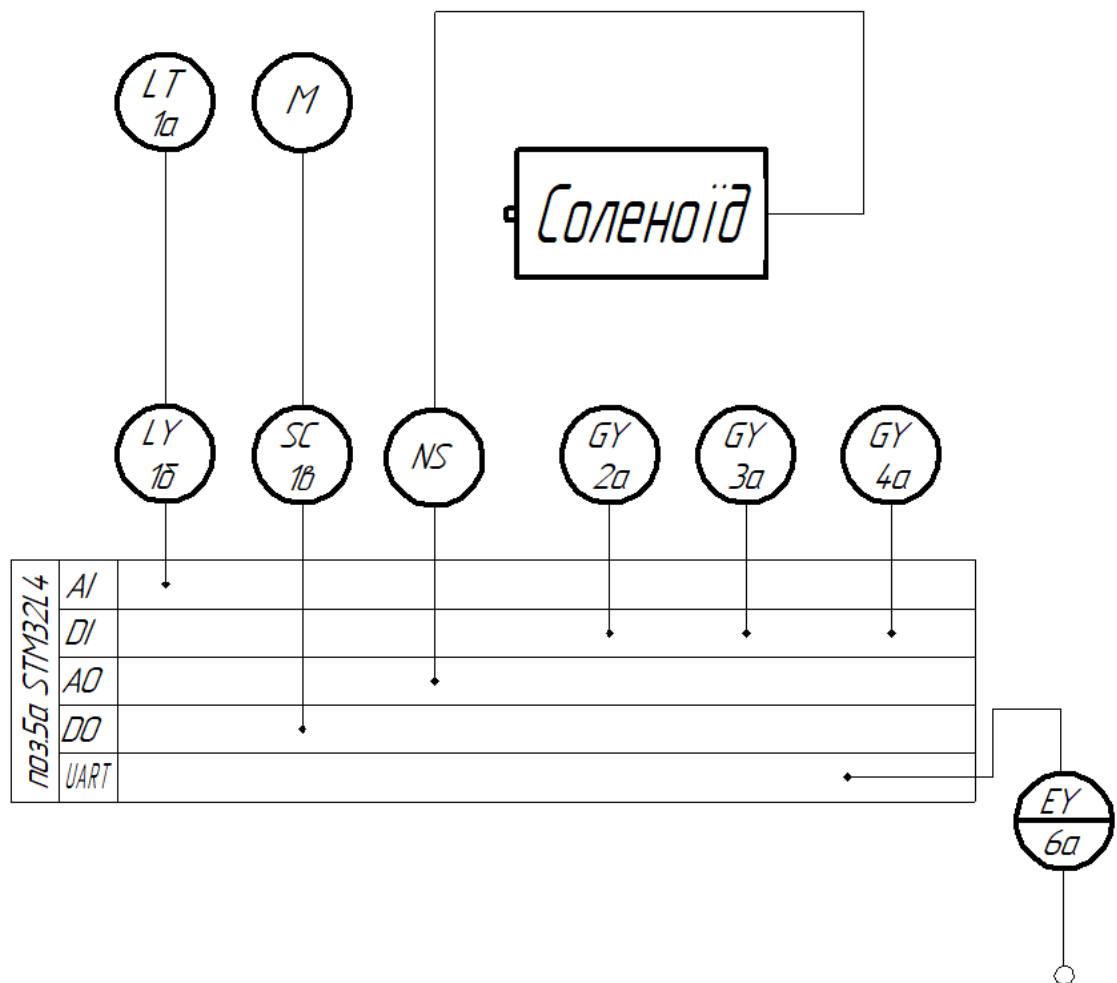 LT
1а
М
Соленоїд
LY
1б
SC
1в
NS
GY
2а
GY
3а
GY
4а
поз.5а STM32L4
AI
DI
AO
DO
UART
EY
6а